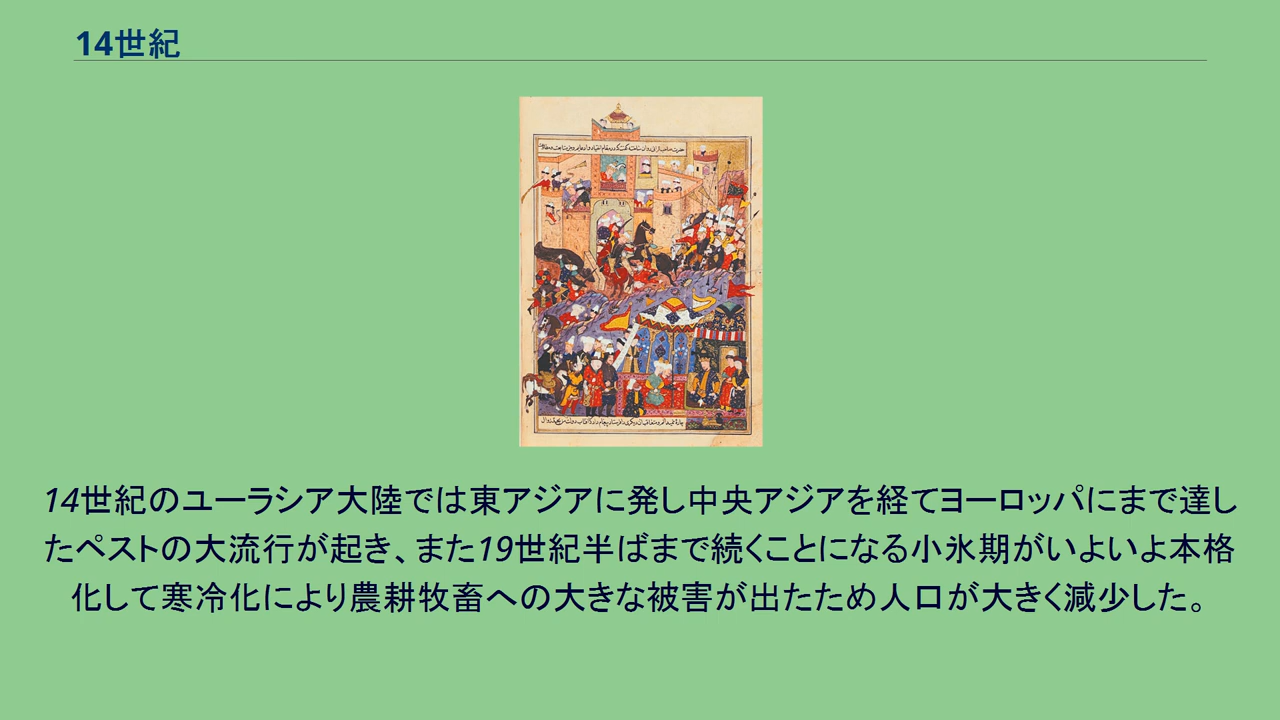 14世紀
14世紀のユーラシア大陸では東アジアに発し中央アジアを経てヨーロッパにまで達し
たペストの大流行が起き、また19世紀半ばまで続くことになる小氷期がいよいよ本格
化して寒冷化により農耕牧畜への大きな被害が出たため人口が大きく減少した。